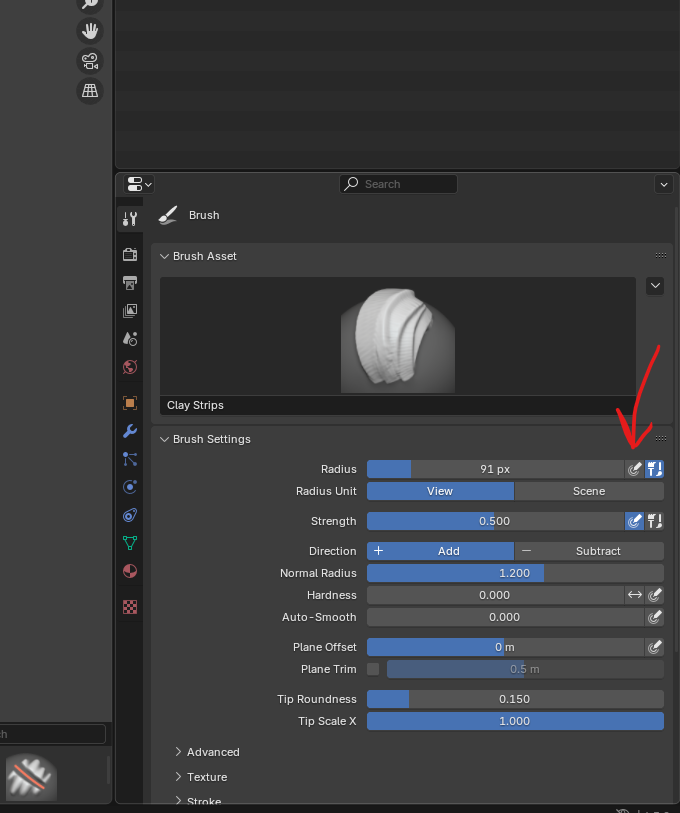 Search
Brush
Brush Asset
Clay Strips
Brush Settings
Radius 91 px
Radius Unit View Scene
Strength 0.500
Direction + Add − Subtract
Normal Radius 1.200
Hardness 0.000
Auto-Smooth 0.000
Plane Offset 0 m
Plane Trim 0.5 m
Tip Roundness 0.150
Tip Scale X 1.000
ch
Advanced
Texture
Stroke